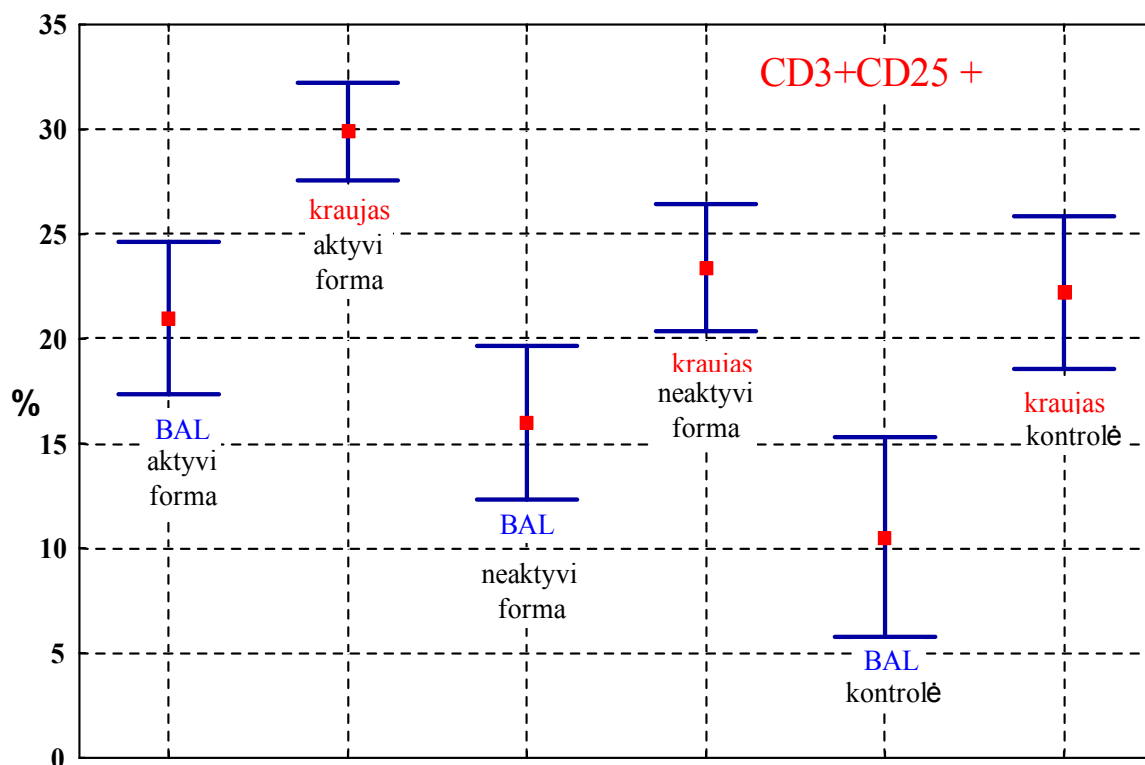 35
30
25
20
15
10
5
0
%
CD3+CD25 +
BAL
aktyvi
forma
kraujas
aktyvi
forma
BAL
neaktyvi
forma
kraujas
neaktyvi
forma
BAL
kontrolė
kraujas
kontrolė